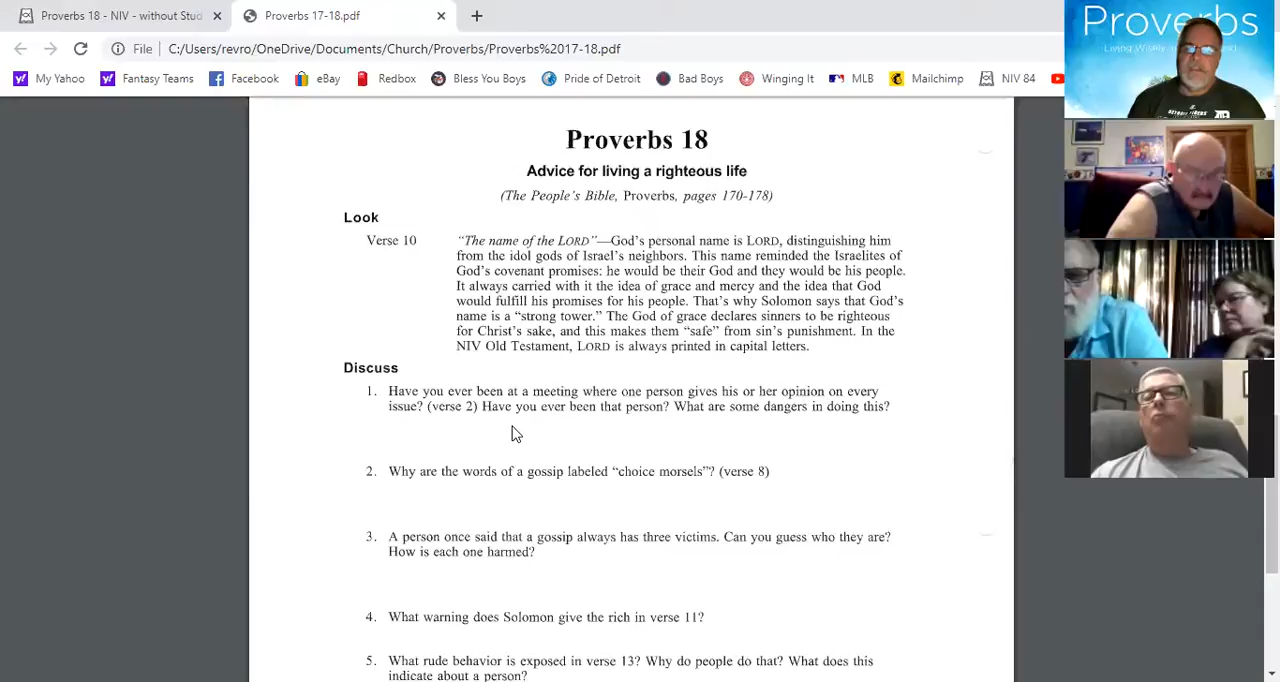 Proverbs 18 - NIV - without Stud
Proverbs 17-18.pdf
File
C:/Users/revro/OneDrive/Documents/Church/Proverbs/Proverbs%2017-18.pdf
My Yahoo
Fantasy Teams
Facebook
eBay
Redbox
Bless You Boys
Pride of Detroit
Bad Boys
Winging It
MLB
Mailchimp
NIV 84
Proverbs
Proverbs 18
Advice for living a righteous life
(The People's Bible, Proverbs, pages 170-178)
Look
Verse 10
"The name of the LORD"—God's personal name is LORD, distinguishing him
from the idol gods of Israel's neighbors. This name reminded the Israelites of
God's covenant promises: he would be their God and they would be his people.
It always carried with it the idea of grace and mercy and the idea that God
would fulfill his promises for his people. That's why Solomon says that God's
name is a "strong tower." The God of grace declares sinners to be righteous
for Christ's sake, and this makes them "safe" from sin's punishment. In the
NIV Old Testament, LORD is always printed in capital letters.
Discuss
1. Have you ever been at a meeting where one person gives his or her opinion on every
issue? (verse 2) Have you ever been that person? What are some dangers in doing this?
2. Why are the words of a gossip labeled "choice morsels"? (verse 8)
3. A person once said that a gossip always has three victims. Can you guess who they are?
How is each one harmed?
4. What warning does Solomon give the rich in verse 11?
5. What rude behavior is exposed in verse 13? Why do people do that? What does this
indicate about a person?